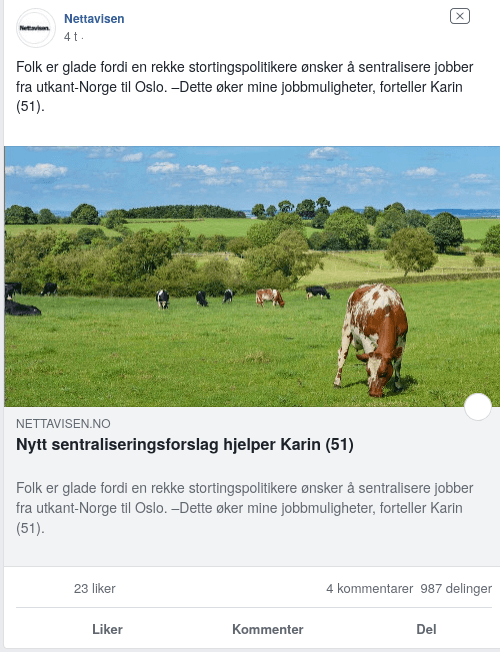 Nettavisen.
Nettavisen
4 t ·
Folk er glade fordi en rekke stortingspolitikere ønsker å sentralisere jobber
fra utkant-Norge til Oslo. –Dette øker mine jobbmuligheter, forteller Karin
(51).
NETTAVISEN.NO
Nytt sentraliseringsforslag hjelper Karin (51)
Folk er glade fordi en rekke stortingspolitikere ønsker å sentralisere jobber
fra utkant-Norge til Oslo. –Dette øker mine jobbmuligheter, forteller Karin
(51).
23 liker
4 kommentarer 987 delinger
Liker Kommenter Del